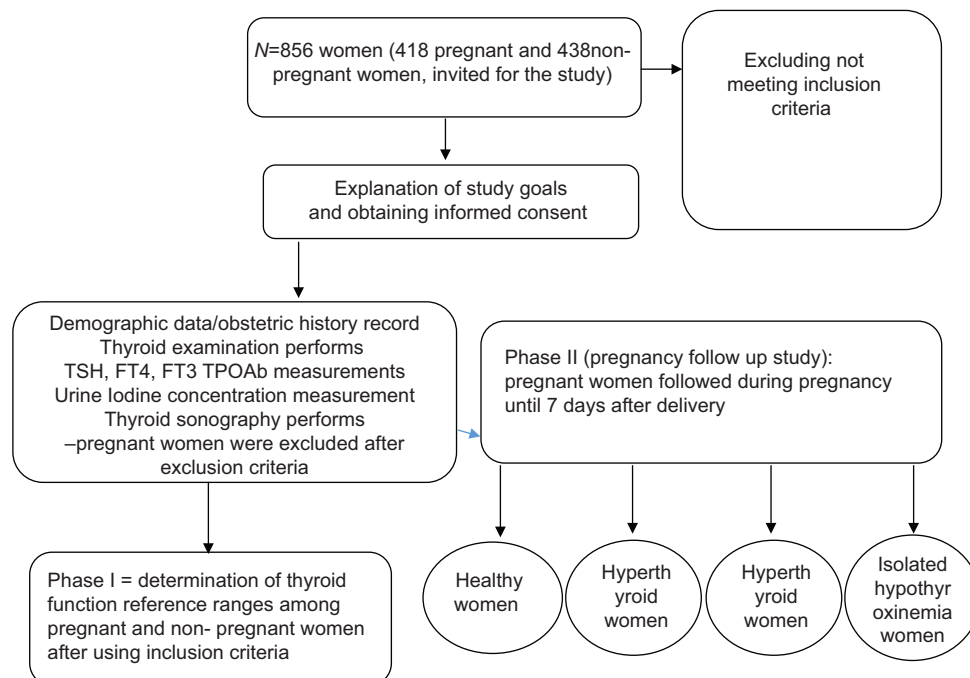 N=856 women (418 pregnant and 438non-
pregnant women, invited for the study)
Excluding not
meeting inclusion
criteria
Explanation of study goals
and obtaining informed consent
Demographic data/obstetric history record
Thyroid examination performs
TSH, FT4, FT3 TPOAb measurements
Urine Iodine concentration measurement
Thyroid sonography performs
–pregnant women were excluded after
exclusion criteria
Phase II (pregnancy follow up study):
pregnant women followed during pregnancy
until 7 days after delivery
Phase I = determination of thyroid
function reference ranges among
pregnant and non- pregnant women
after using inclusion criteria
Healthy
women
Hyperth
yroid women
Hyperth
yroid women
Isolated
hypothyr
oxinemia
women